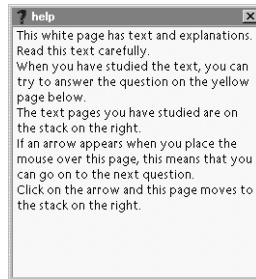 ? help
This white page has text and explanations.
Read this text carefully.
When you have studied the text, you can
try to answer the question on the yellow
page below.
The text pages you have studied are on
the stack on the right.
If an arrow appears when you place the
mouse over this page, this means that you
can go on to the next question.
Click on the arrow and this page moves to
the stack on the right.